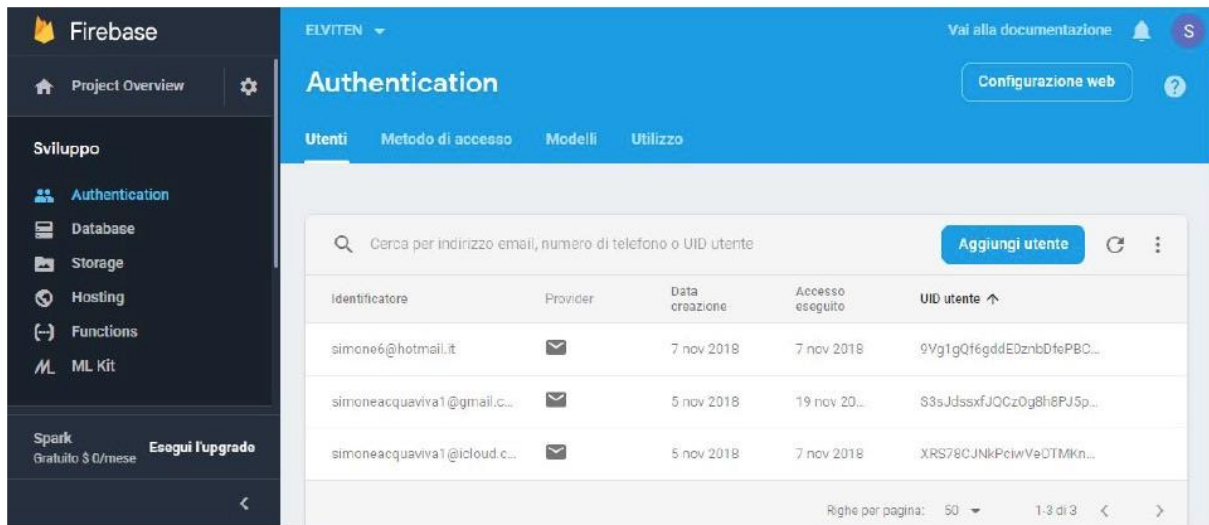 Firebase
Project Overview
Sviluppo
Authentication
Database
Storage
Hosting
Functions
ML Kit
Spark
Gratuito $ 0/mese
Esegui l'upgrade
ELVITEN
Vai alla documentazione
S
Authentication
Configurazione web
Utenti Metodo di accesso Modelli Utilizzo
Cerca per indirizzo email, numero di telefono o UID utente
Aggiungi utente
Identificatore Provider Data creazione Accesso eseguito UID utente
simone6@hotmail.it 7 nov 2018 7 nov 2018
simoneacquaviva1@gmail.c... 5 nov 2018 19 nov 20...
simoneacquaviva1@icloud.c... 5 nov 2018 7 nov 2018
Righe per pagina: 50 1-3 di 3